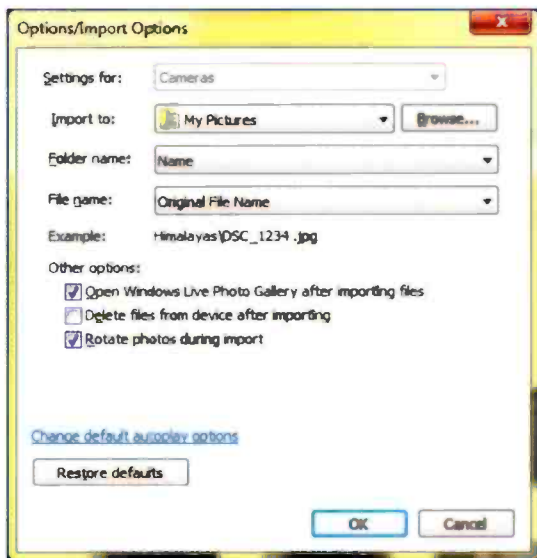 Options/Import Options
Settings for: Cameras
Import to: My Pictures Browse...
Folder name: Name
File name: Original File Name
Example: Himalayas\DSC_1234 .jpg
Other options:
Open Windows Live Photo Gallery after importing files
Delete files from device after importing
Rotate photos during import
Change default autoplay options
Restore defaults
OK Cancel